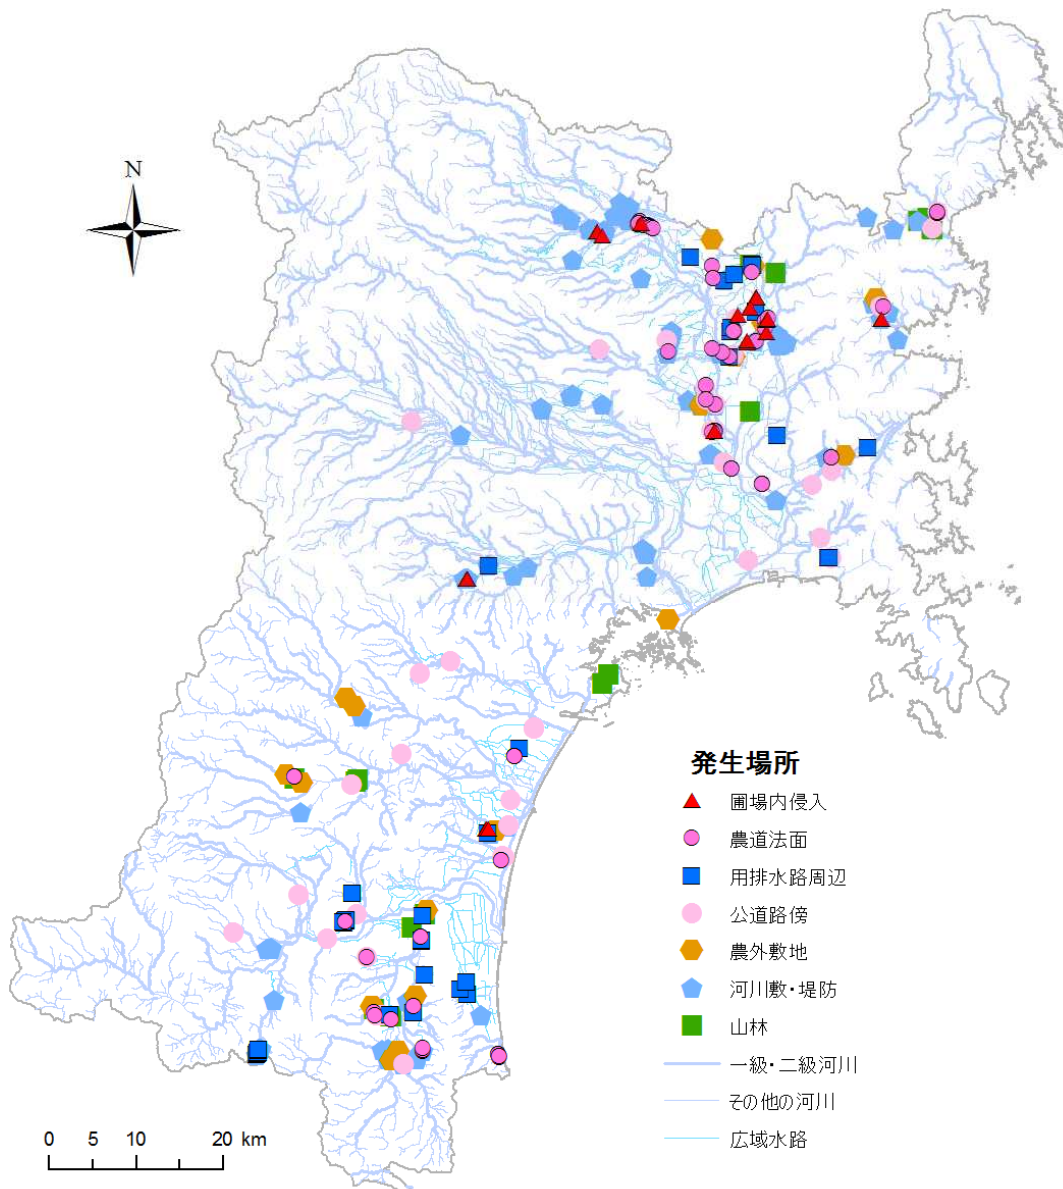 N
発生場所
圃場内侵入
農道法面
用排水路周辺
公道路傍
農外敷地
河川敷・堤防
山林
一級・二級河川
その他の河川
広域水路
0 5 10 20 km